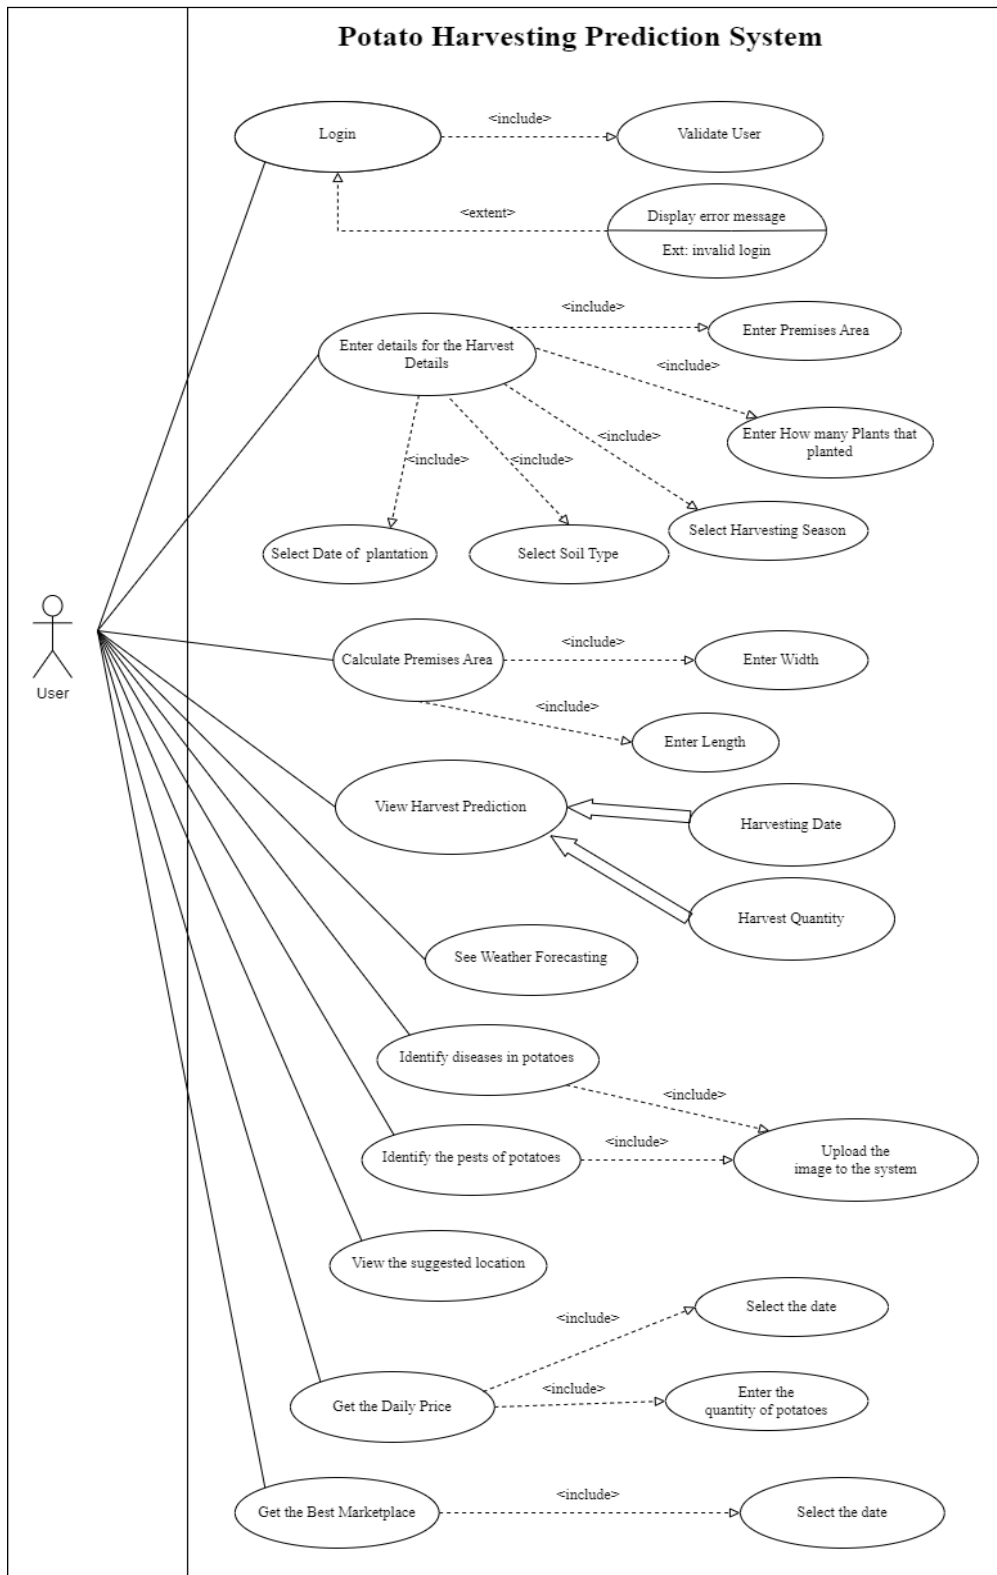 Potato Harvesting Prediction System
Login
<include>
Validate User
<extent>
Display error message
Ext: invalid login
Enter details for the Harvest
Details
<include>
Enter Premises Area
<include>
Enter How many Plants that
planted
<include>
Select Harvesting Season
<include>
Select Soil Type
<include>
Select Date of plantation
User
Calculate Premises Area
<include>
Enter Width
<include>
Enter Length
View Harvest Prediction
Harvesting Date
Harvest Quantity
See Weather Forecasting
Identify diseases in potatoes
<include>
Identify the pests of potatoes
<include>
Upload the
image to the system
View the suggested location
Get the Daily Price
<include>
Select the date
<include>
Enter the
quantity of potatoes
Get the Best Marketplace
<include>
Select the date